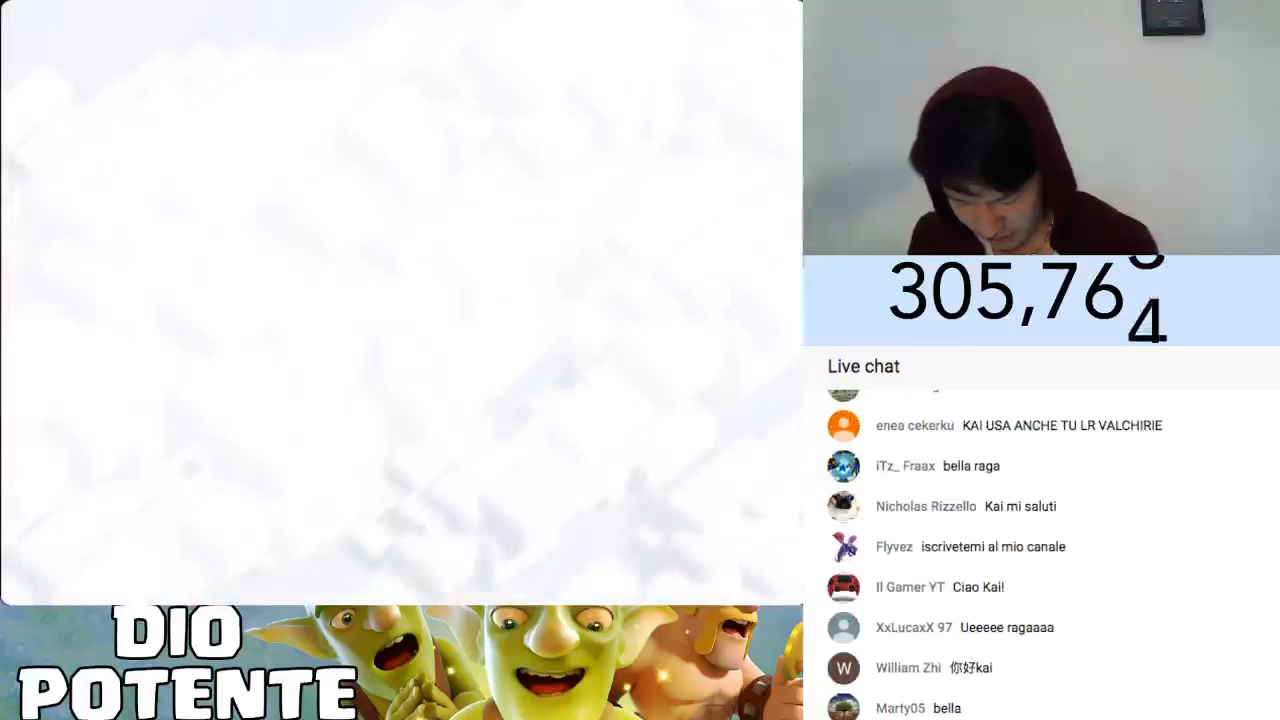 305,76
4
Live chat
enea cekerku KAI USA ANCHE TU LR VALCHIRIE
iTz_ Fraax bella raga
Nicholas Rizzello Kai mi saluti
Flyvez iscrivetemi al mio canale
Il Gamer YT Ciao Kai!
XxLucaxX 97 Ueeeee ragaaaa
W
William Zhi 你好kai
Marty05 bella
DIO
POTENTE